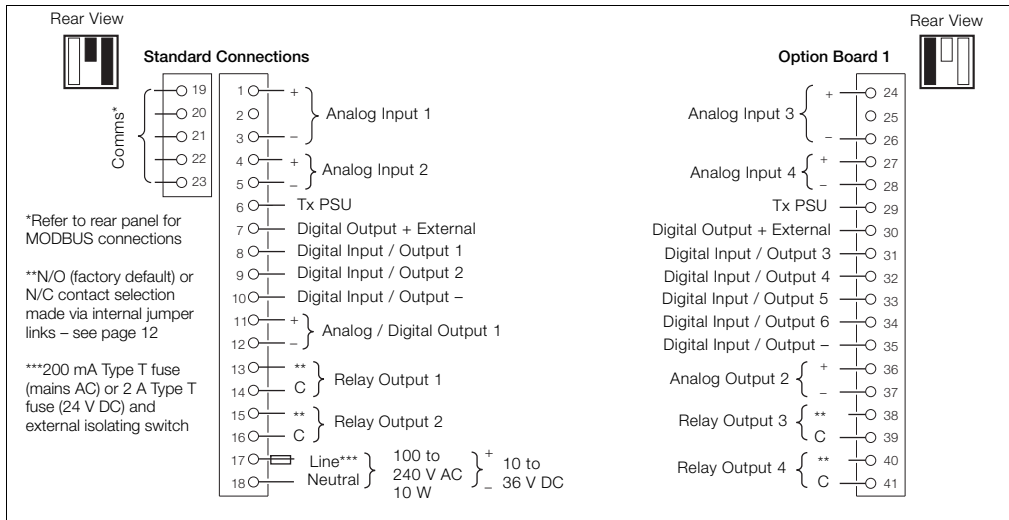 Rear View
Standard Connections
Comms*
19
20
21
22
23
1 + Analog Input 1
2
3 –
4 + Analog Input 2
5 –
6 Tx PSU
7 Digital Output + External
8 Digital Input / Output 1
9 Digital Input / Output 2
10 Digital Input / Output –
11 + Analog / Digital Output 1
12 –
13 ** Relay Output 1
14 C
15 ** Relay Output 2
16 C
17 Line*** 100 to 240 V AC 10 W + 10 to 36 V DC –
18 Neutral
*Refer to rear panel for
MODBUS connections
**N/O (factory default) or
N/C contact selection
made via internal jumper
links – see page 12
***200 mA Type T fuse
(mains AC) or 2 A Type T
fuse (24 V DC) and
external isolating switch
Rear View
Option Board 1
Analog Input 3 + 24
25
– 26
Analog Input 4 + 27
– 28
Tx PSU 29
Digital Output + External 30
Digital Input / Output 3 31
Digital Input / Output 4 32
Digital Input / Output 5 33
Digital Input / Output 6 34
Digital Input / Output – 35
Analog Output 2 + 36
– 37
Relay Output 3 ** 38
C 39
Relay Output 4 ** 40
C 41